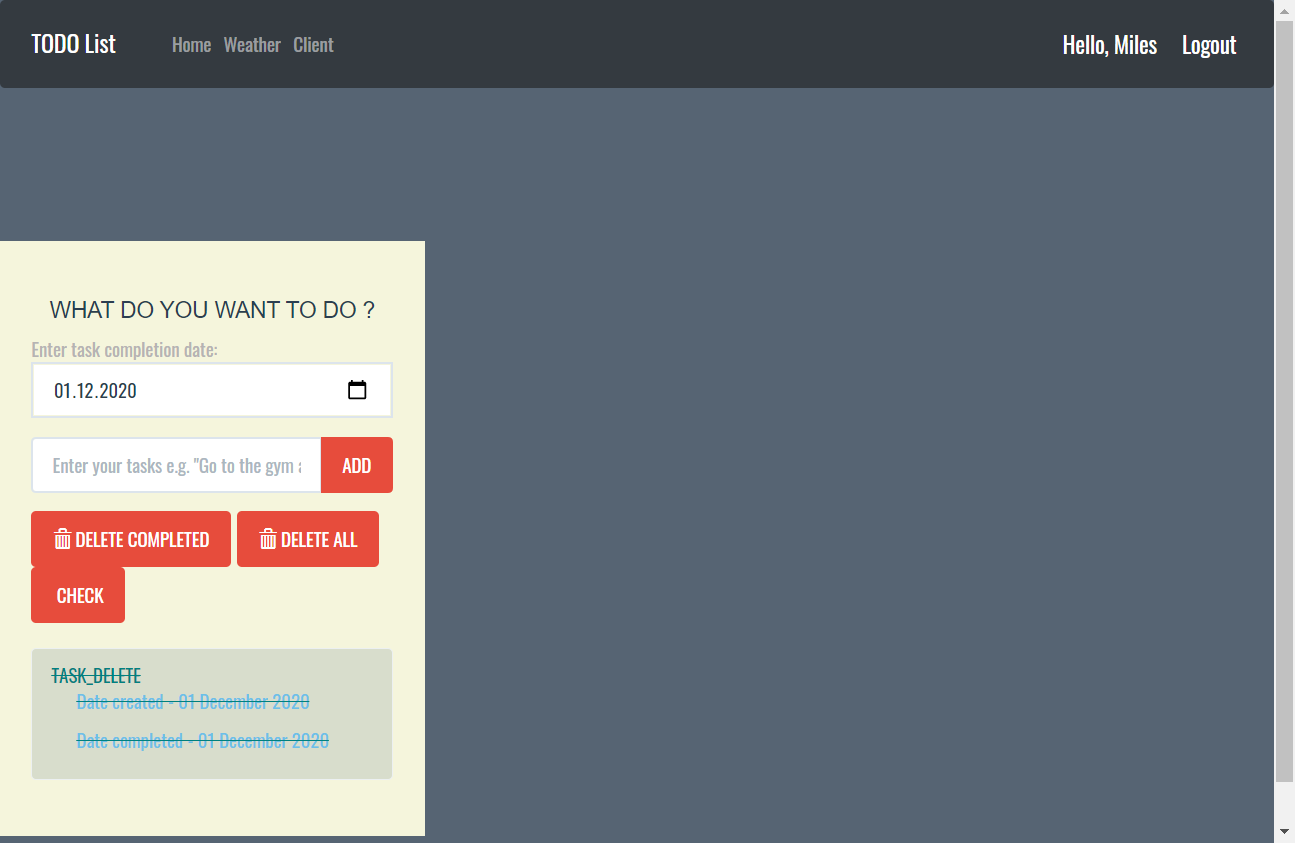 TODO List Home Weather Client Hello, Miles Logout
WHAT DO YOU WANT TO DO ?
Enter task completion date:
01.12.2020
Enter your tasks e.g. "Go to the gym a
ADD
DELETE COMPLETED
DELETE ALL
CHECK
TASK_DELETE
Date created - 01 December 2020
Date completed - 01 December 2020